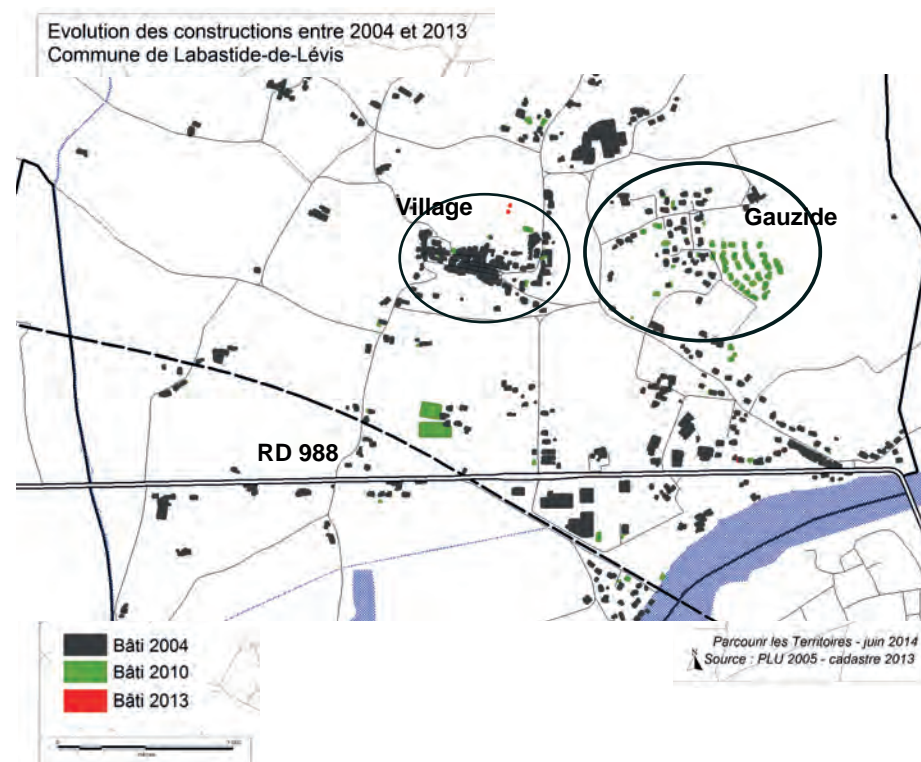 Evolution des constructions entre 2004 et 2013
Commune de Labastide-de-Lévis
Village
Gauzide
RD 988
Bâti 2004
Bâti 2010
Bâti 2013
Parcourir les Territoires - juin 2014
N
Source : PLU 2005 - cadastre 2013
0